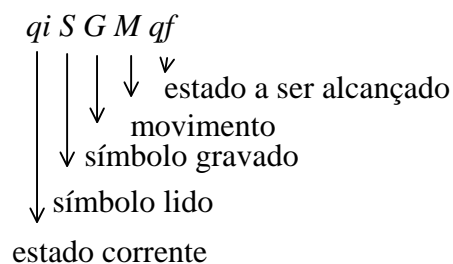 qi S G M qf
estado a ser alcançado
movimento
símbolo gravado
símbolo lido
estado corrente